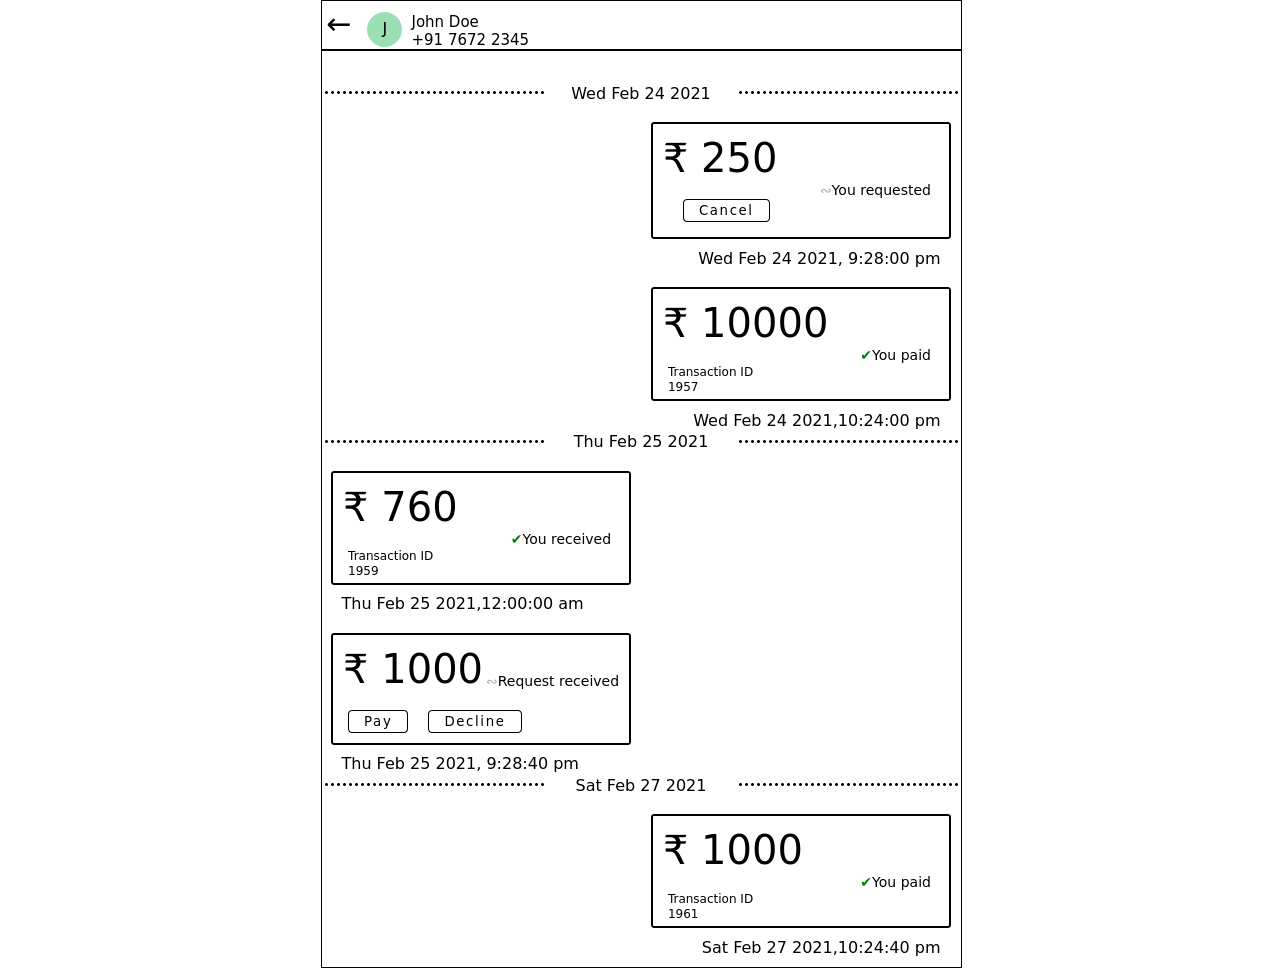 ←
J
John Doe
+91 7672 2345
Wed Feb 24 2021
₹ 250
~You requested
Cancel
Wed Feb 24 2021, 9:28:00 pm
₹ 10000
✔You paid
Transaction ID
1957
Wed Feb 24 2021,10:24:00 pm
Thu Feb 25 2021
₹ 760
✔You received
Transaction ID
1959
Thu Feb 25 2021,12:00:00 am
₹ 1000
~Request received
Pay
Decline
Thu Feb 25 2021, 9:28:40 pm
Sat Feb 27 2021
₹ 1000
✔You paid
Transaction ID
1961
Sat Feb 27 2021,10:24:40 pm